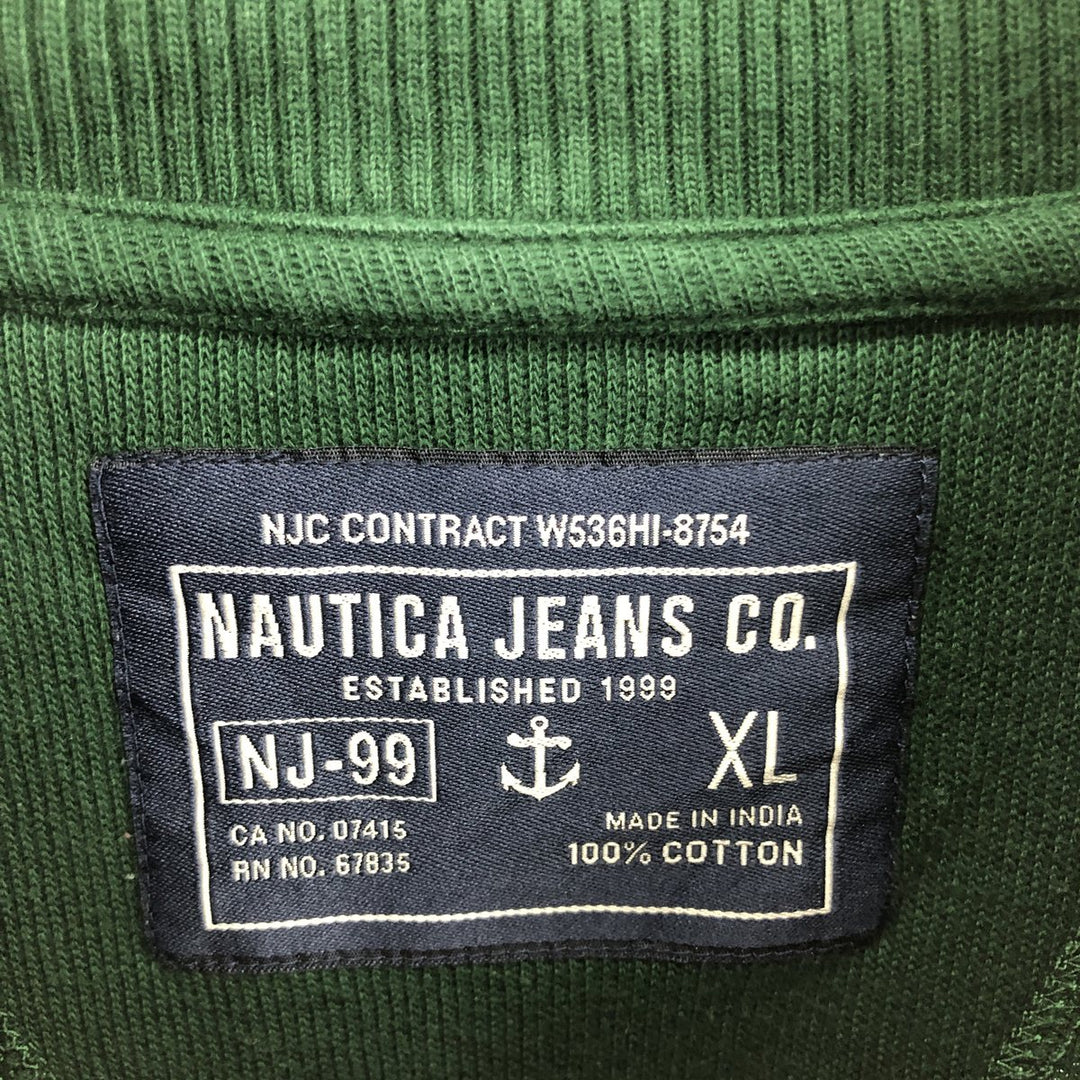 NJC CONTRACT W536HI-8754
NAUTICA JEANS CO.
ESTABLISHED 1999
NJ-99
XL
CA NO. 07415
RN NO. 67835
MADE IN INDIA
100% COTTON